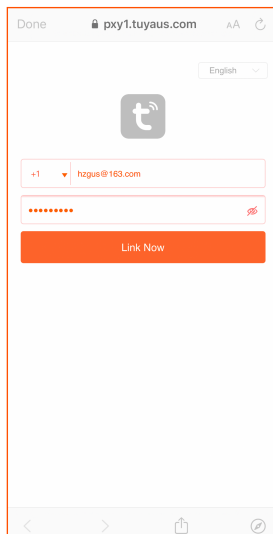 Done pxy1.tuyaus.com AA
English
t
+1 hzgus@163.com
•••••••••
Link Now